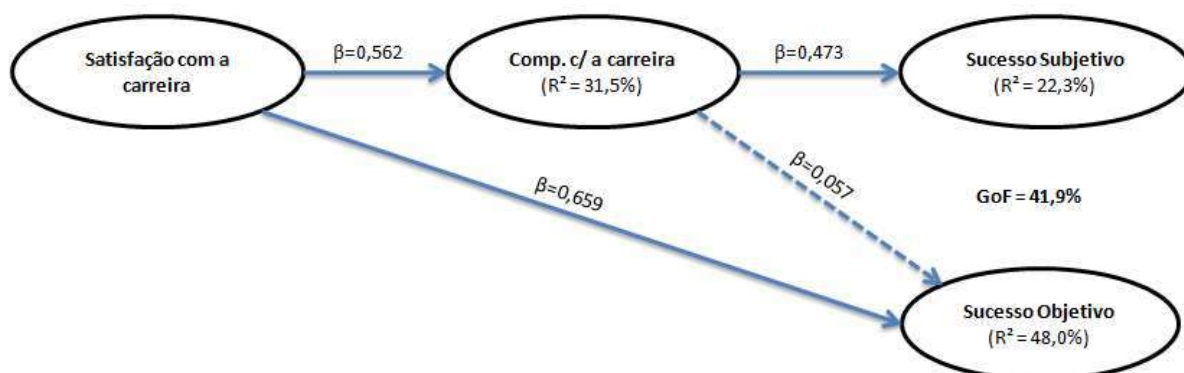 Satisfação com a
carreira
β=0,562
Comp. c/ a carreira
(R² = 31,5%)
β=0,473
Sucesso Subjetivo
(R² = 22,3%)
β=0,659
β=0,057
GoF = 41,9%
Sucesso Objetivo
(R² = 48,0%)